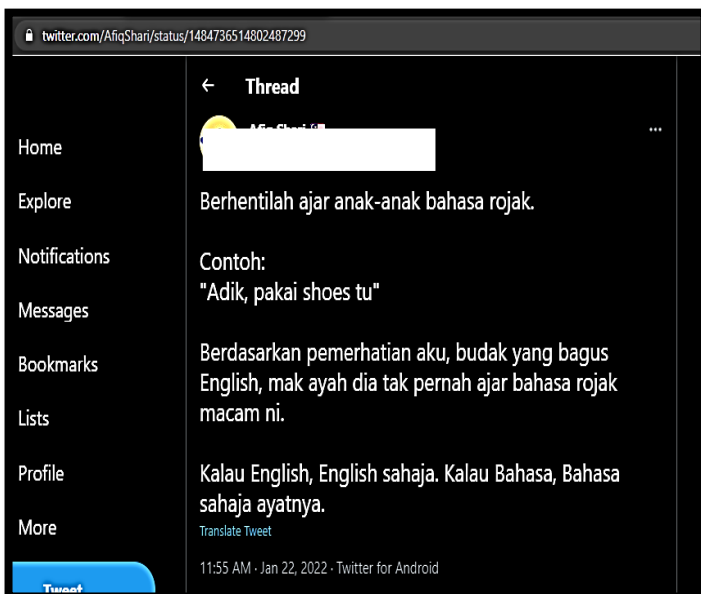 twitter.com/AfiqShari/status/1484736514802487299
← Thread
Afiq Shari
...
Home
Explore
Notifications
Messages
Bookmarks
Lists
Profile
More
Tweet
Berhentilah ajar anak-anak bahasa rojak.
Contoh:
"Adik, pakai shoes tu"
Berdasarkan pemerhatian aku, budak yang bagus
English, mak ayah dia tak pernah ajar bahasa rojak
macam ni.
Kalau English, English sahaja. Kalau Bahasa, Bahasa
sahaja ayatnya.
Translate Tweet
11:55 AM · Jan 22, 2022 · Twitter for Android